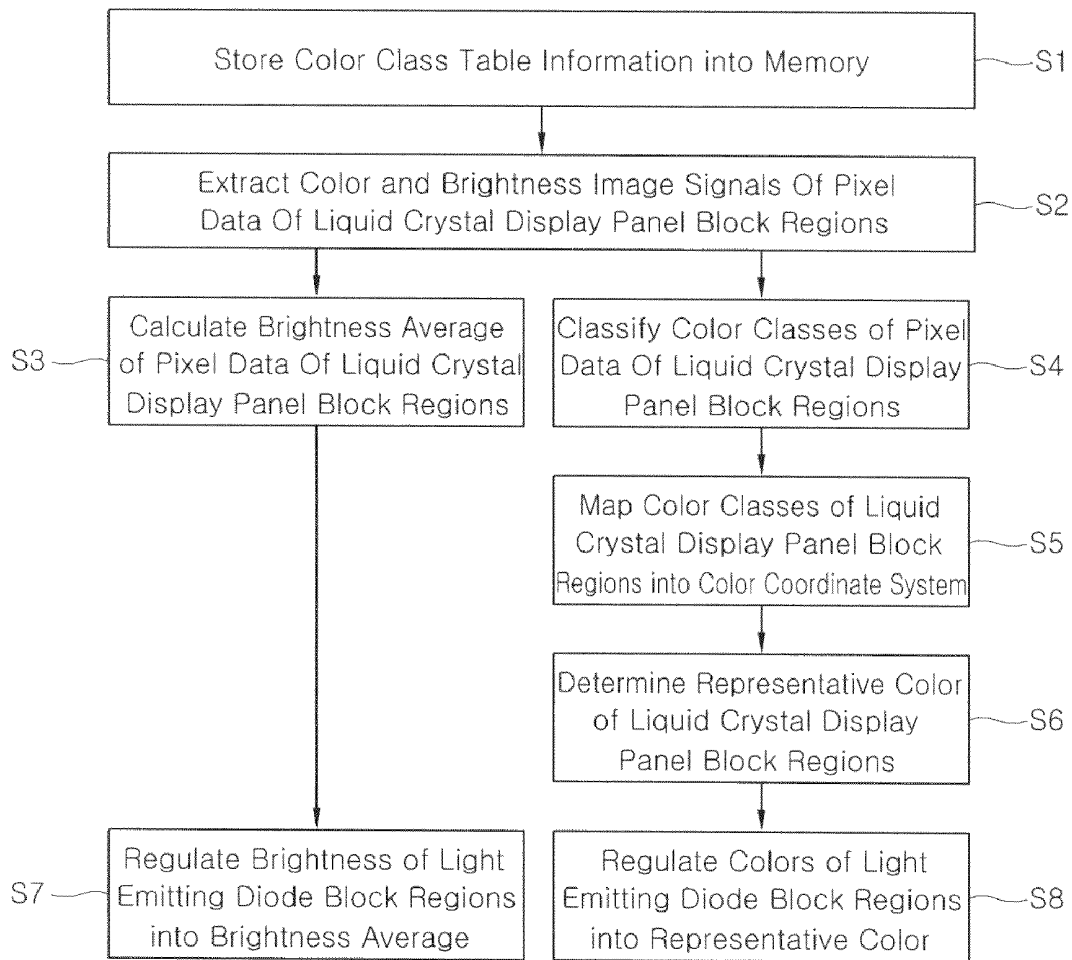 Store Color Class Table Information into Memory
S1
Extract Color and Brightness Image Signals Of Pixel
Data Of Liquid Crystal Display Panel Block Regions
S2
S3
Calculate Brightness Average
of Pixel Data Of Liquid Crystal
Display Panel Block Regions
Classify Color Classes of Pixel
Data Of Liquid Crystal Display
Panel Block Regions
S4
Map Color Classes of Liquid
Crystal Display Panel Block
Regions into Color Coordinate System
S5
Determine Representative Color
of Liquid Crystal Display
Panel Block Regions
S6
S7
Regulate Brightness of Light
Emitting Diode Block Regions
into Brightness Average
Regulate Colors of Light
Emitting Diode Block Regions
into Representative Color
S8